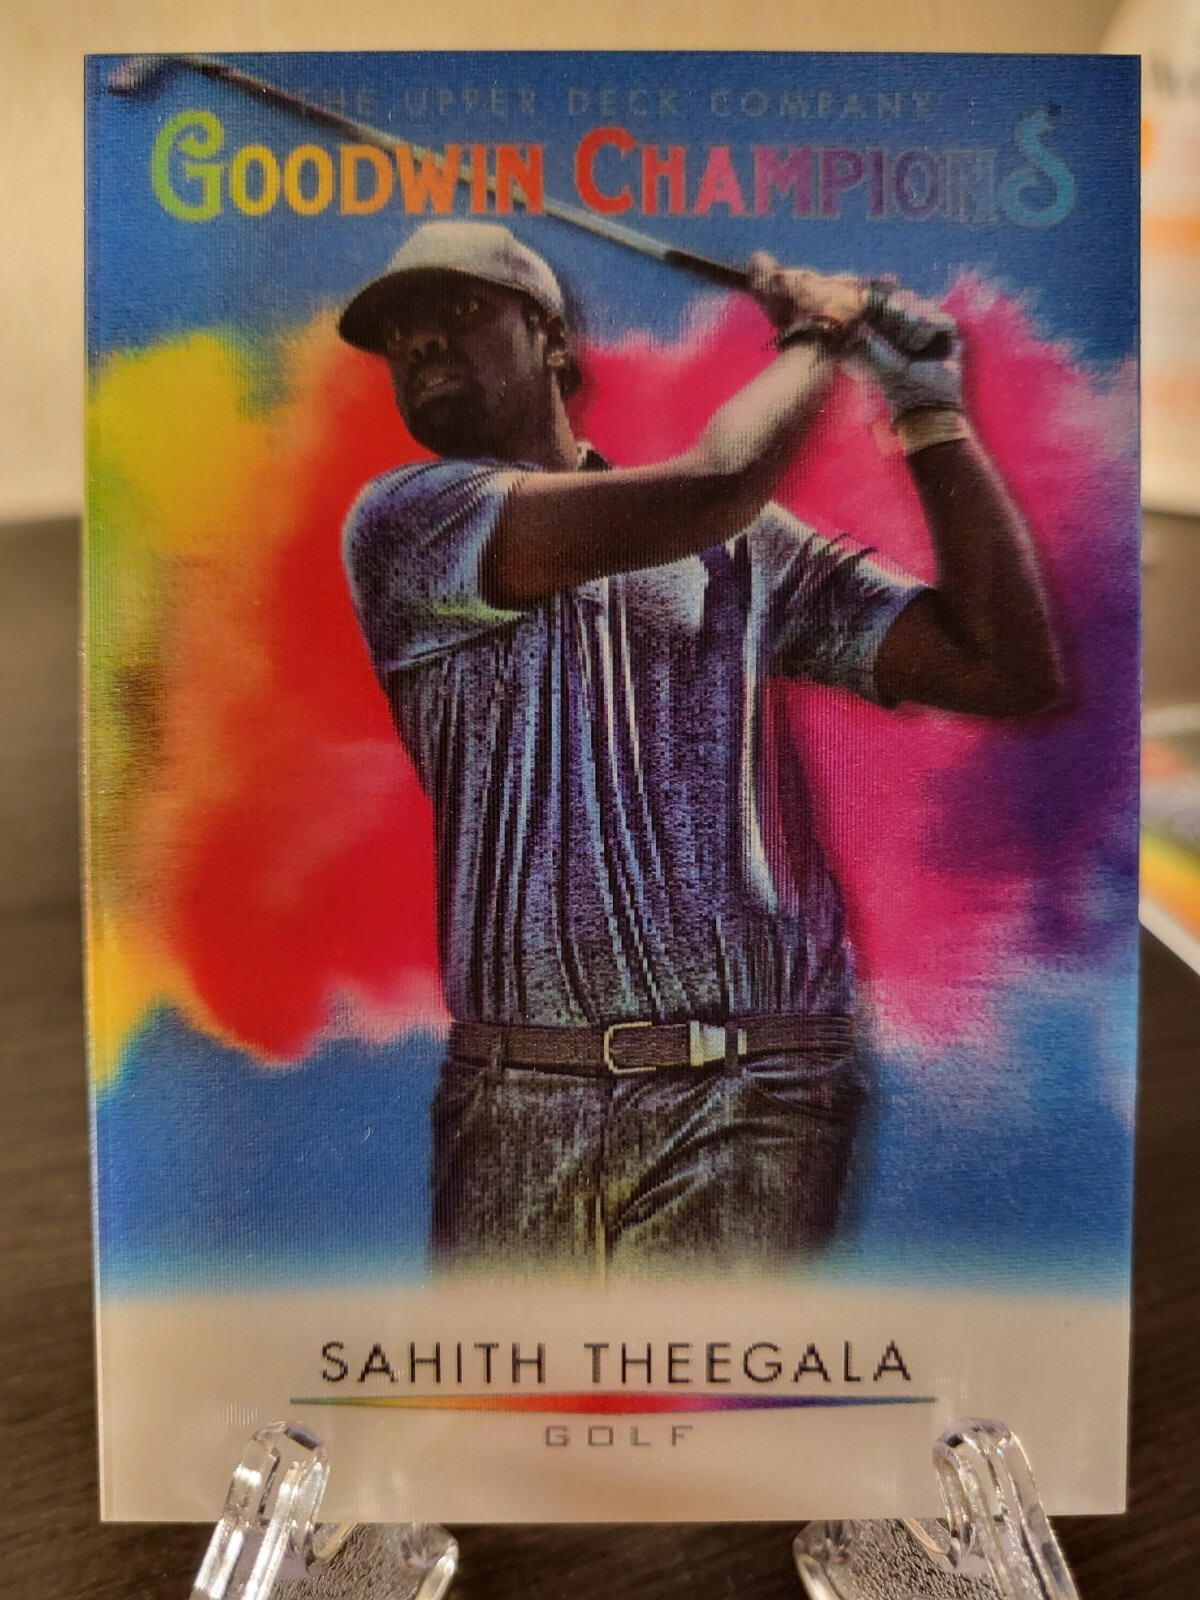 THE UPPER DECK COMPANY
GOODWIN CHAMPIONS
SAHITH THEEGALA
GOLF